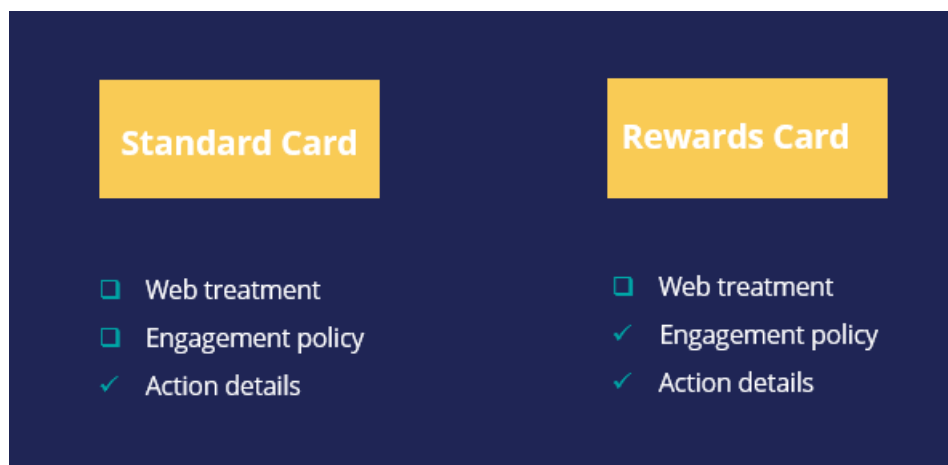 Standard Card
Web treatment
Engagement policy
Action details
Rewards Card
Web treatment
Engagement policy
Action details